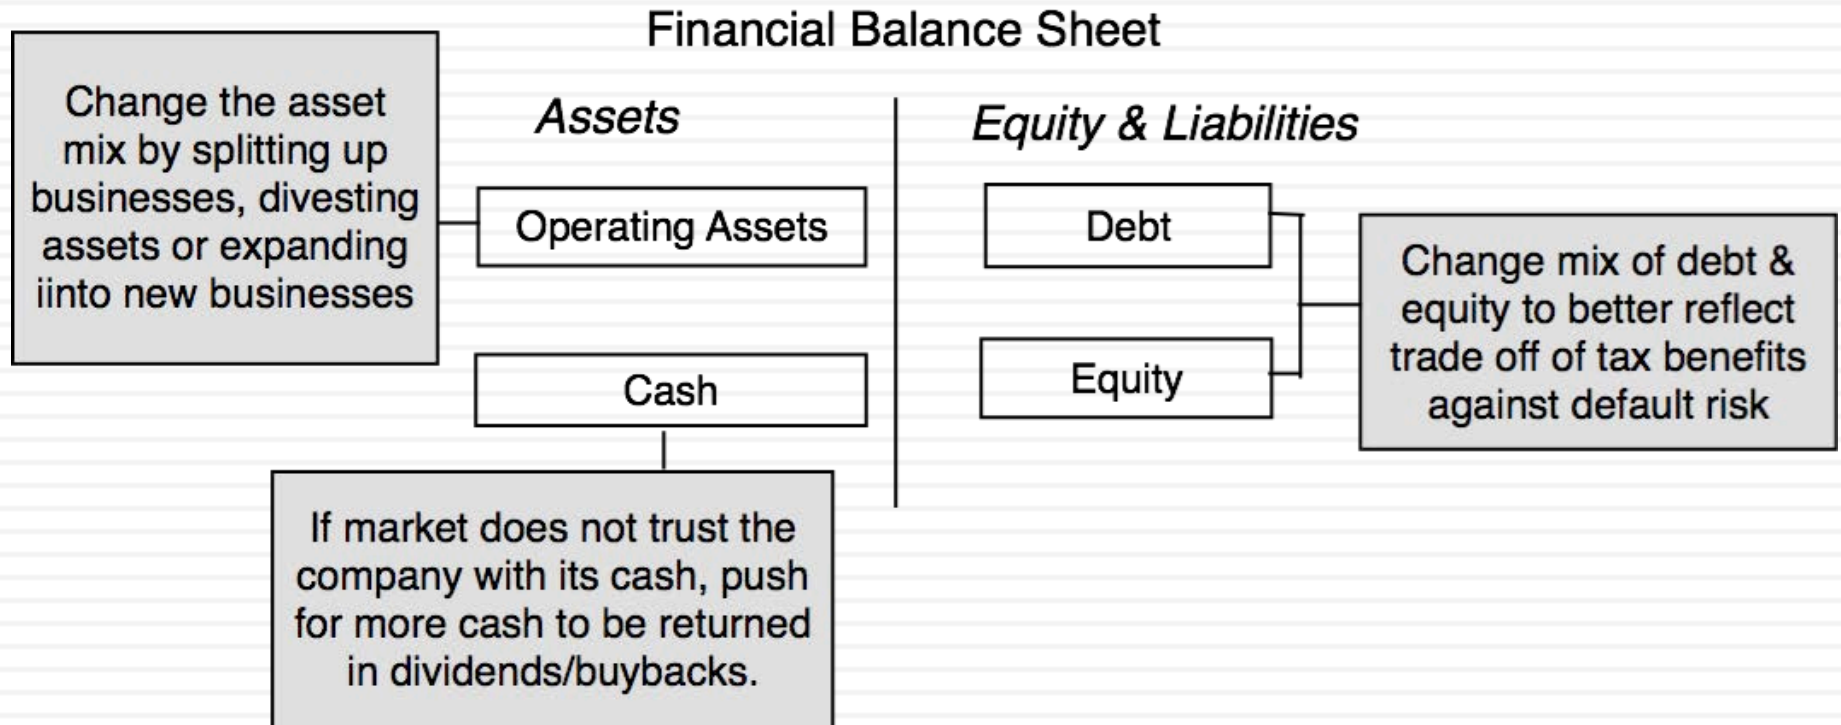 Financial Balance Sheet
Change the asset
mix by splitting up
businesses, divesting
assets or expanding
iinto new businesses
Assets
Operating Assets
Cash
If market does not trust the
company with its cash, push
for more cash to be returned
in dividends/buybacks.
Equity & Liabilities
Debt
Equity
Change mix of debt &
equity to better reflect
trade off of tax benefits
against default risk